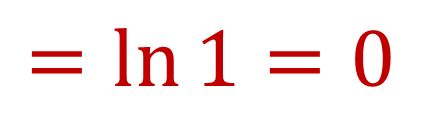 = ln 1 = 0